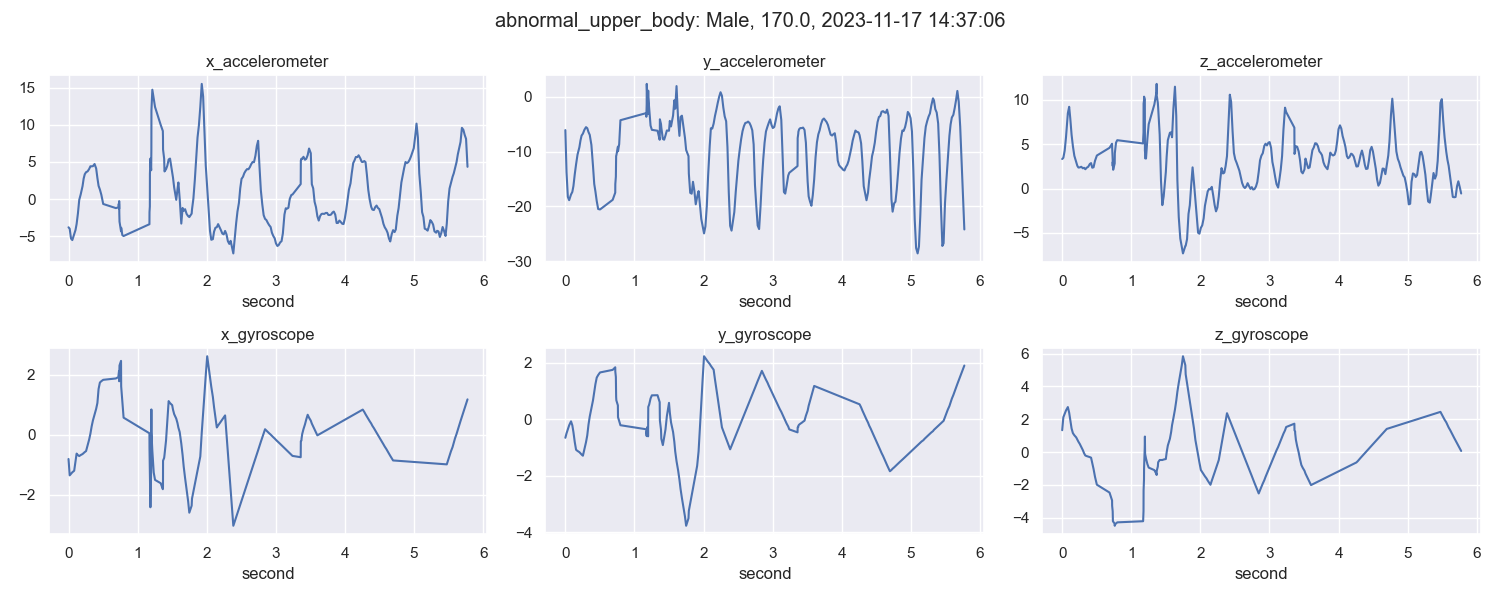 abnormal_upper_body: Male, 170.0, 2023-11-17 14:37:06
x_accelerometer
y_accelerometer
z_accelerometer
15
10
5
0
−5
0 1 2 3 4 5 6
second
0
−10
−20
−30
0 1 2 3 4 5 6
second
10
5
0
−5
0 1 2 3 4 5 6
second
x_gyroscope
y_gyroscope
z_gyroscope
2
0
−2
0 1 2 3 4 5 6
second
2
0
−2
−4
0 1 2 3 4 5 6
second
6
4
2
0
−2
−4
0 1 2 3 4 5 6
second